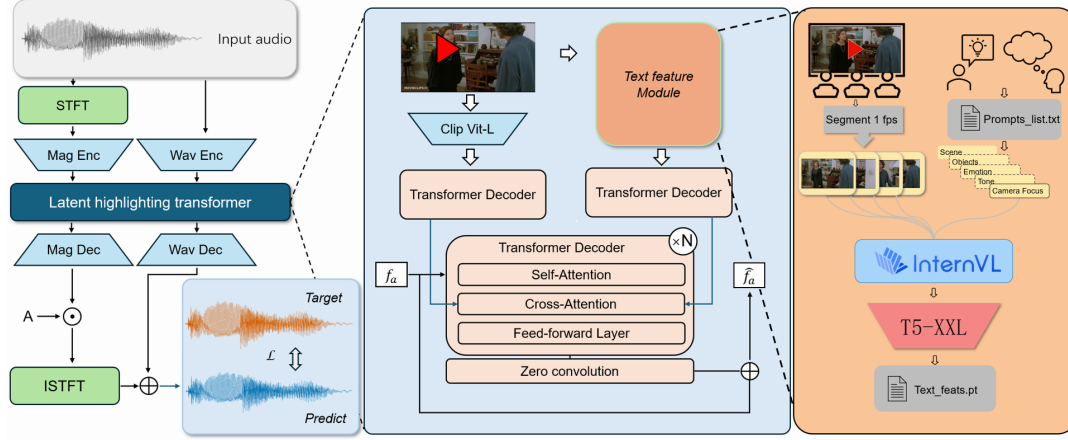 Input audio
STFT
Mag Enc
Wav Enc
Latent highlighting transformer
Mag Dec
Wav Dec
A
ISTFT
Target
ℒ
Predict
Clip Vit-L
Text feature
Module
Transformer Decoder
Transformer Decoder
Transformer Decoder
×N
Self-Attention
Cross-Attention
Feed-forward Layer
Zero convolution
f_a
f̂_a
Segment 1 fps
Prompts_list.txt
Scene
Objects
Emotion
Tone
Camera Focus
InternVL
T5-XXL
Text_feats.pt